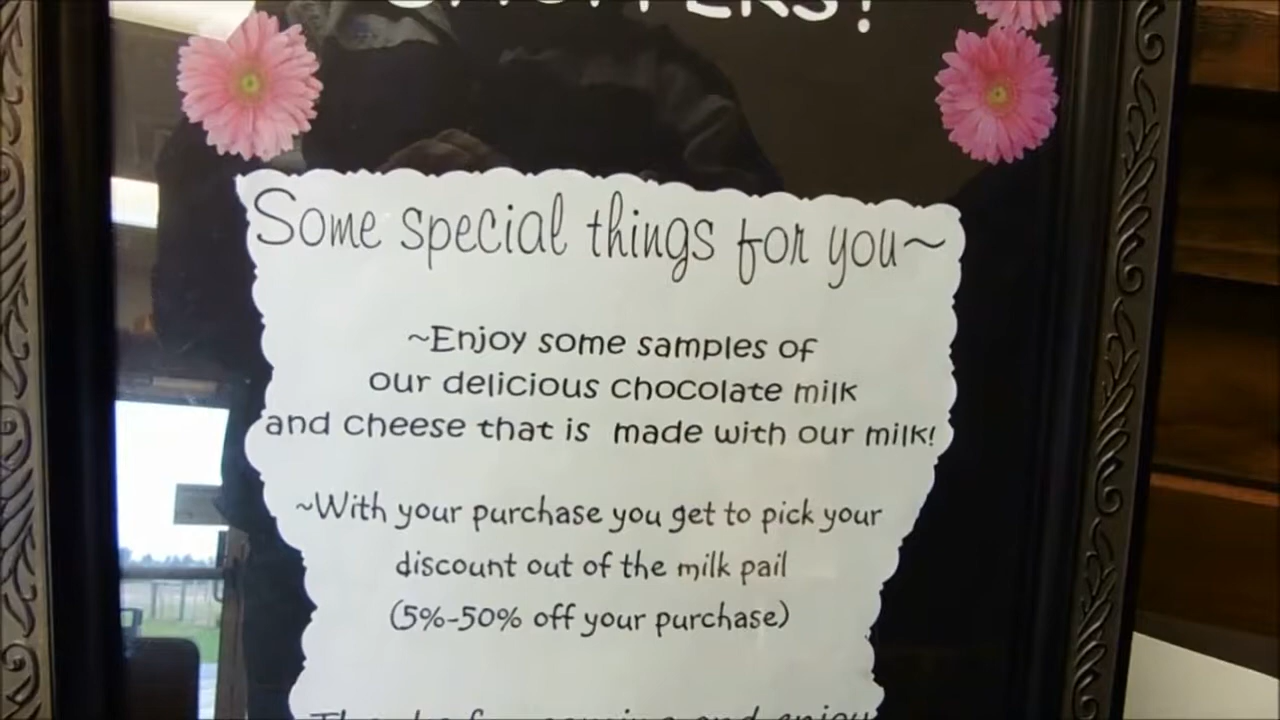 Some special things for you~
~Enjoy some samples of
our delicious chocolate milk
and cheese that is made with our milk!
~With your purchase you get to pick your
discount out of the milk pail
(5%-50% off your purchase)